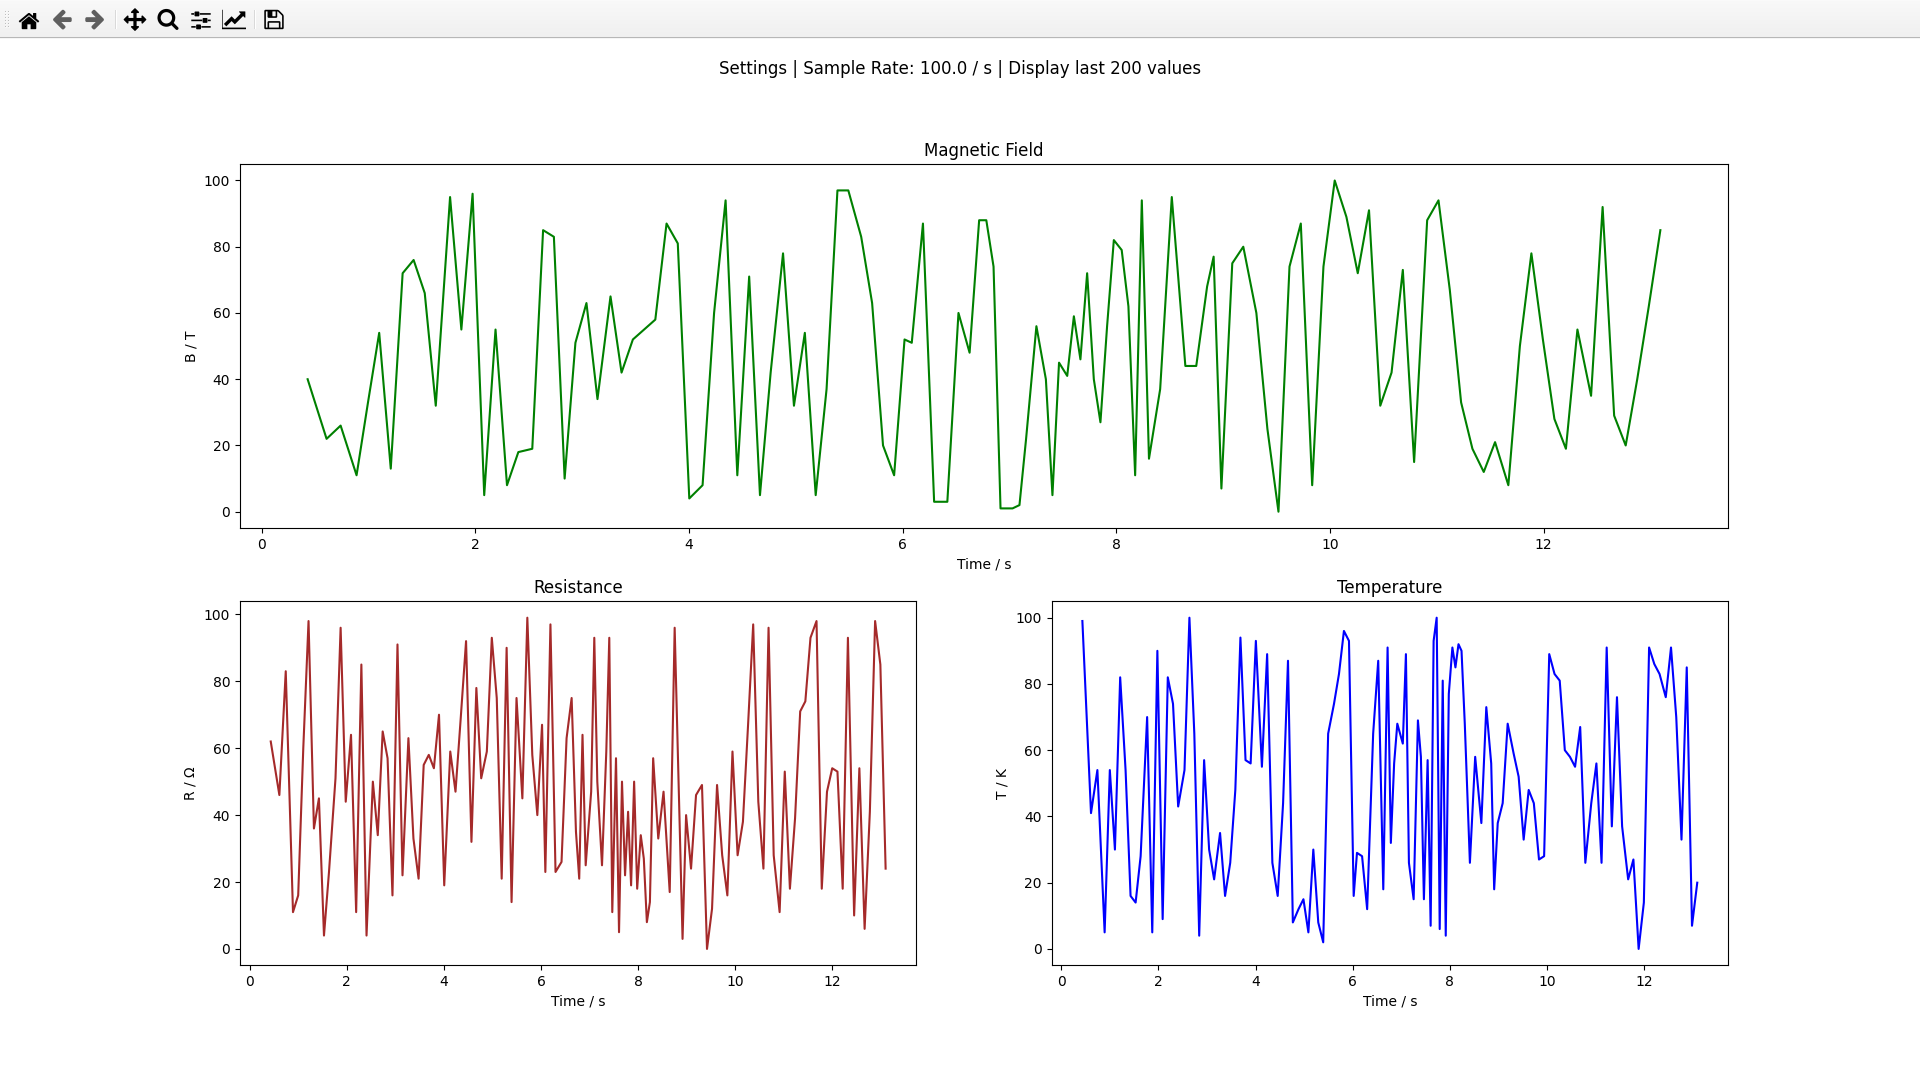 Settings | Sample Rate: 100.0 / s | Display last 200 values
Magnetic Field
100
80
60
40
20
0
B / T
0 2 4 6 8 10 12
Time / s
Resistance
100
80
60
40
20
0
R / Ω
0 2 4 6 8 10 12
Time / s
Temperature
100
80
60
40
20
0
T / K
0 2 4 6 8 10 12
Time / s